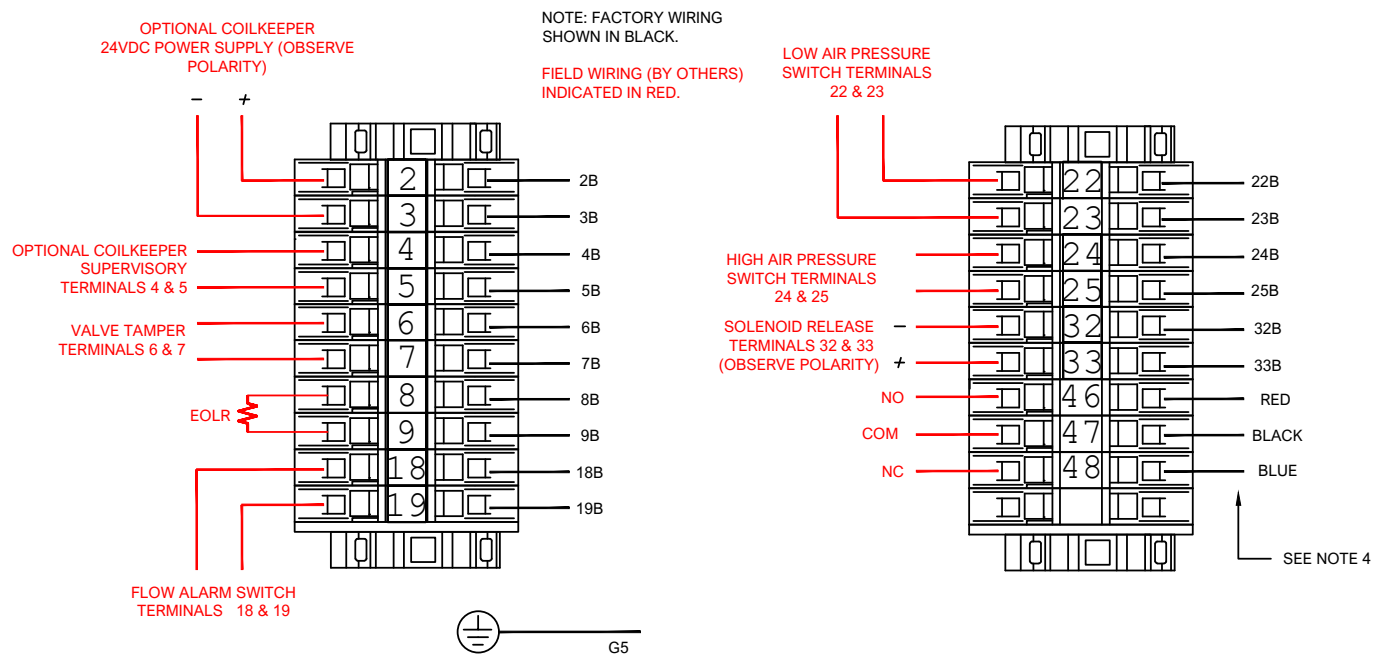 OPTIONAL COILKEEPER
24VDC POWER SUPPLY (OBSERVE
POLARITY)
− +
NOTE: FACTORY WIRING
SHOWN IN BLACK.
FIELD WIRING (BY OTHERS)
INDICATED IN RED.
2 2B
3 3B
OPTIONAL COILKEEPER
SUPERVISORY
TERMINALS 4 & 5
4 4B
5 5B
VALVE TAMPER
TERMINALS 6 & 7
6 6B
7 7B
EOLR
8 8B
9 9B
18 18B
19 19B
FLOW ALARM SWITCH
TERMINALS 18 & 19
G5
LOW AIR PRESSURE
SWITCH TERMINALS
22 & 23
22 22B
23 23B
HIGH AIR PRESSURE
SWITCH TERMINALS
24 & 25
24 24B
25 25B
SOLENOID RELEASE −
TERMINALS 32 & 33
(OBSERVE POLARITY) +
32 32B
33 33B
NO 46 RED
COM 47 BLACK
NC 48 BLUE
SEE NOTE 4